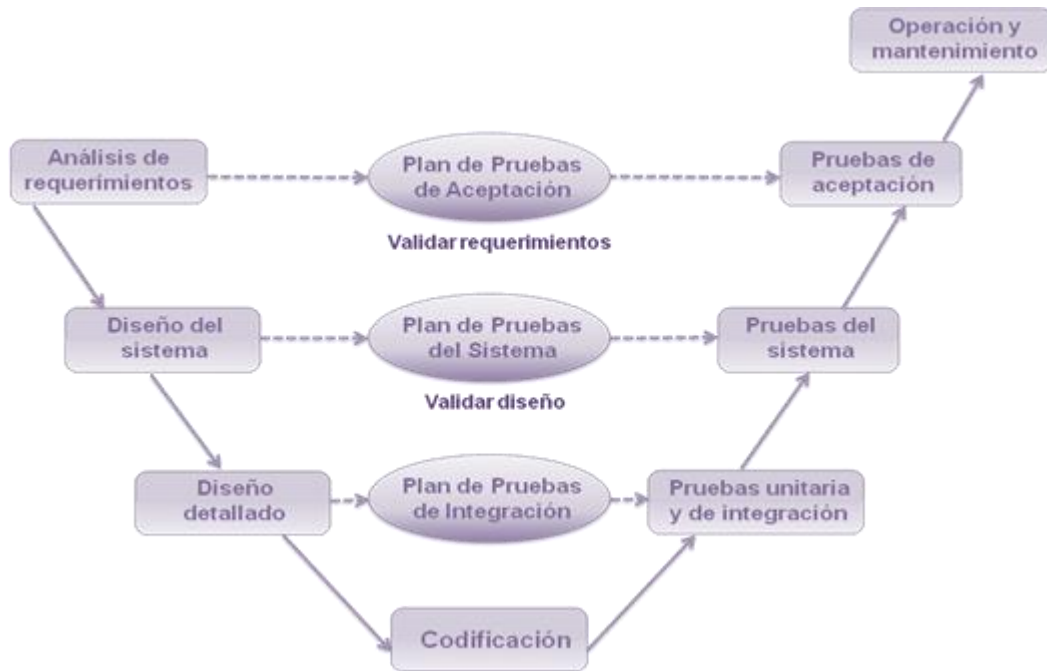 Operación y
mantenimiento
Análisis de
requerimientos
Plan de Pruebas
de Aceptación
Pruebas de
aceptación
Validar requerimientos
Diseño del
sistema
Plan de Pruebas
del Sistema
Pruebas del
sistema
Validar diseño
Diseño
detallado
Plan de Pruebas
de Integración
Pruebas unitaria
y de integración
Codificación